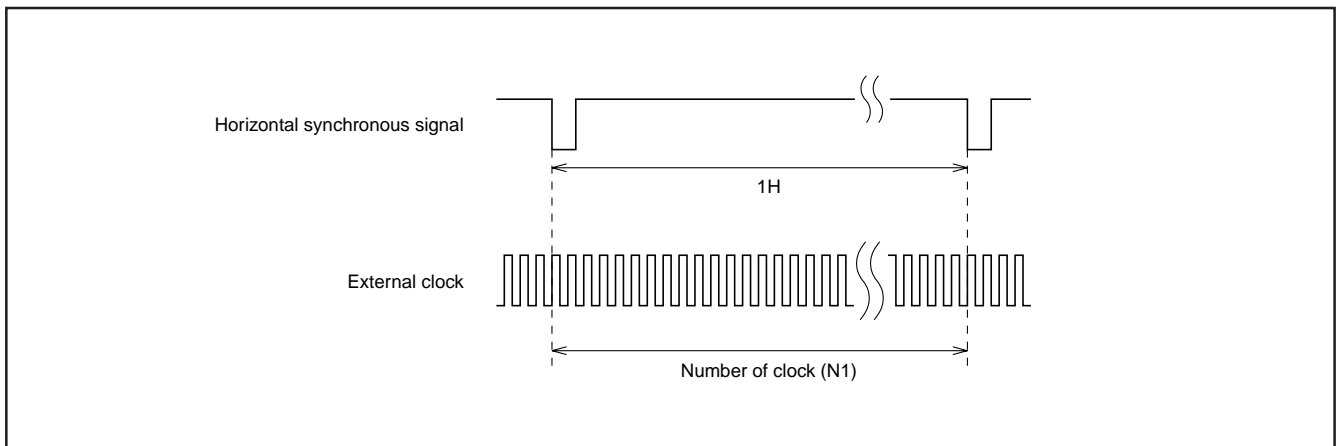 Horizontal synchronous signal
1H
External clock
Number of clock (N1)